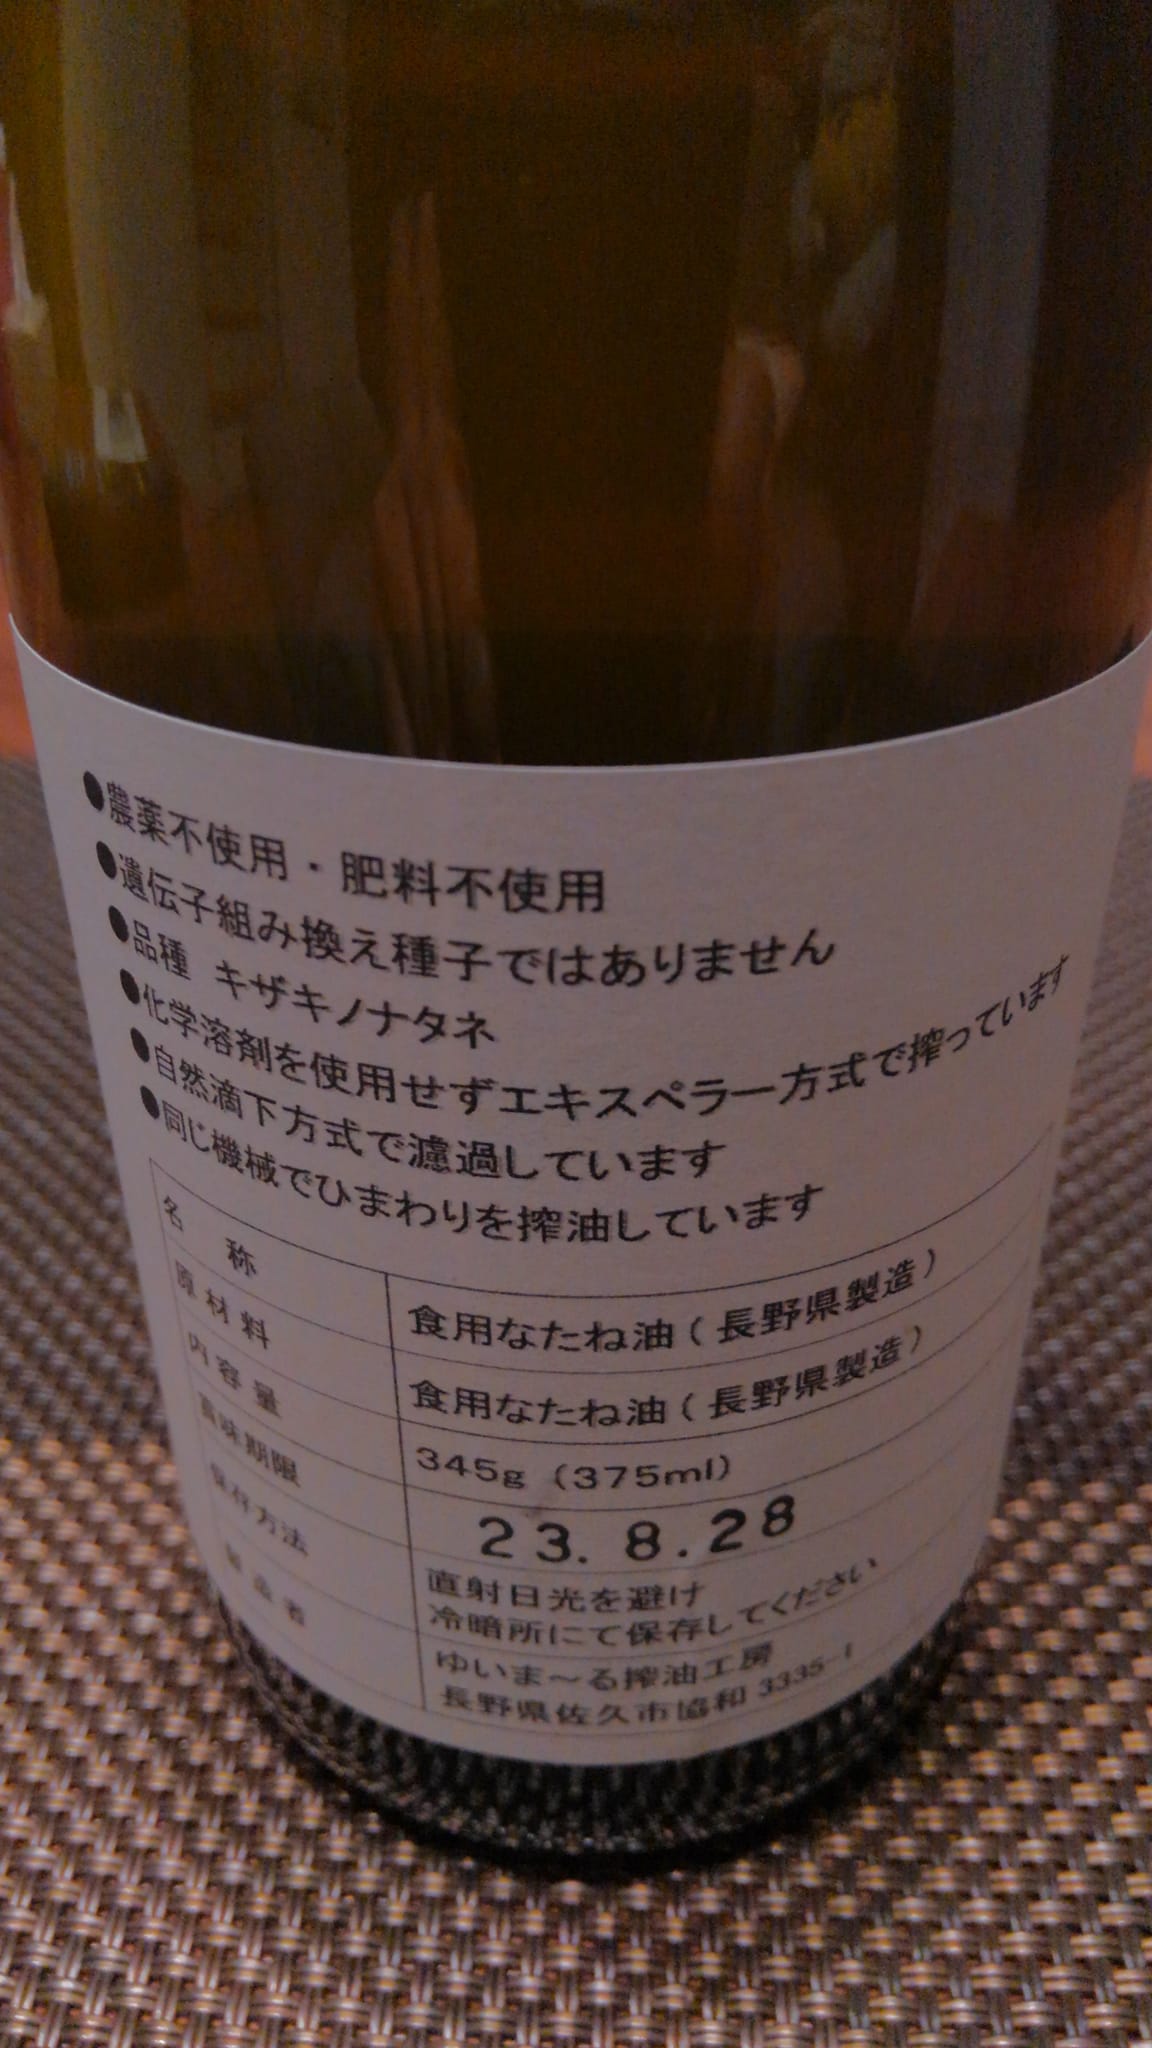 ●農薬不使用・肥料不使用
●遺伝子組み換え種子ではありません
●品種 キザキノナタネ
●化学溶剤を使用せずエキスペラー方式で搾っています
●自然滴下方式で濾過しています
●同じ機械でひまわりを搾油しています
名称 食用なたね油(長野県製造)
原材料 食用なたね油(長野県製造)
内容量 345g (375ml)
賞味期限 23.8.28
保存方法 直射日光を避け
冷暗所にて保存してください
製造者 ゆいま~る搾油工房
長野県佐久市協和 3335-1